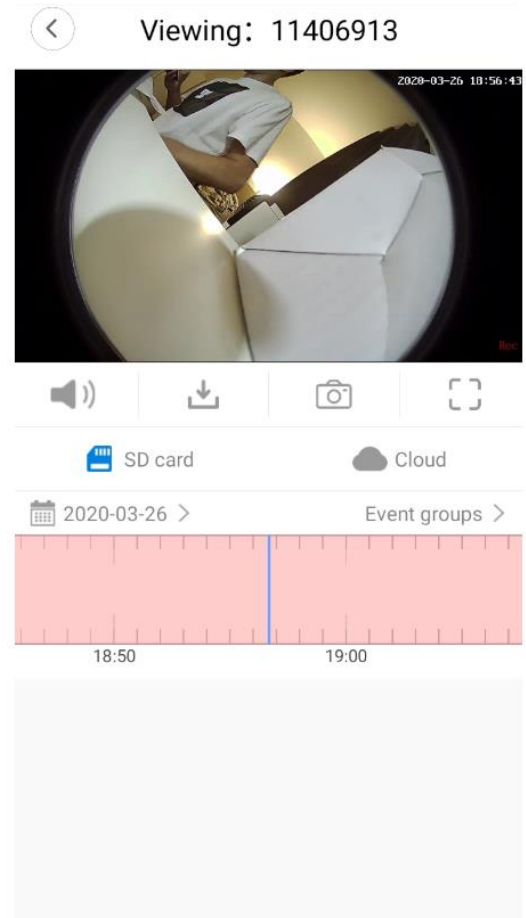 Viewing: 11406913
2020-03-26 18:56:43
Rec
SD card
Cloud
2020-03-26 >
Event groups >
18:50
19:00